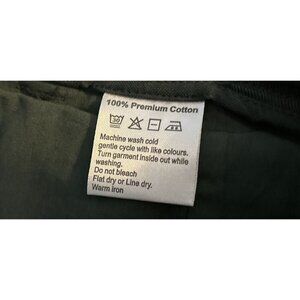 100% Premium Cotton
30
Machine wash cold
gentle cycle with like colours.
Turn garment inside out while
washing.
Do not bleach
Flat dry or Line dry.
Warm Iron